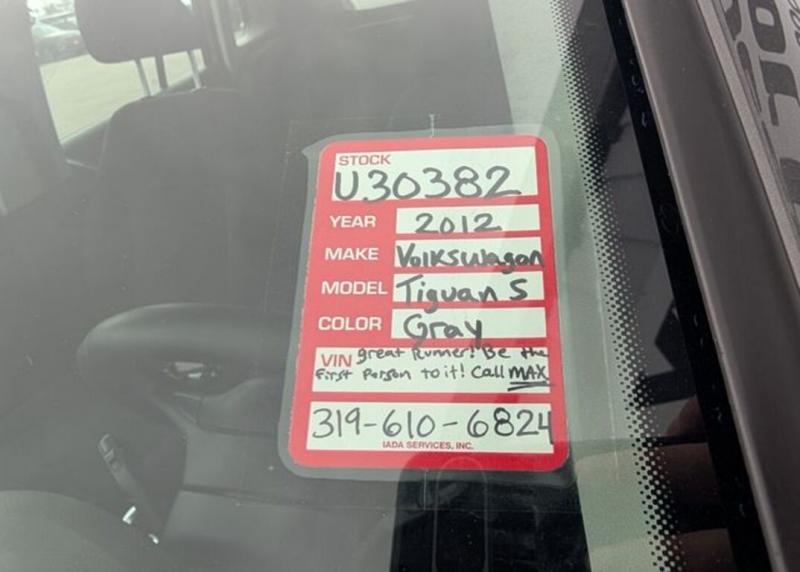 STOCK
U30382
YEAR 2012
MAKE Volkswagon
MODEL Tiguan S
COLOR Gray
VIN great Runner! Be the
First Person to it! Call MAX
319-610-6824
IADA SERVICES, INC.